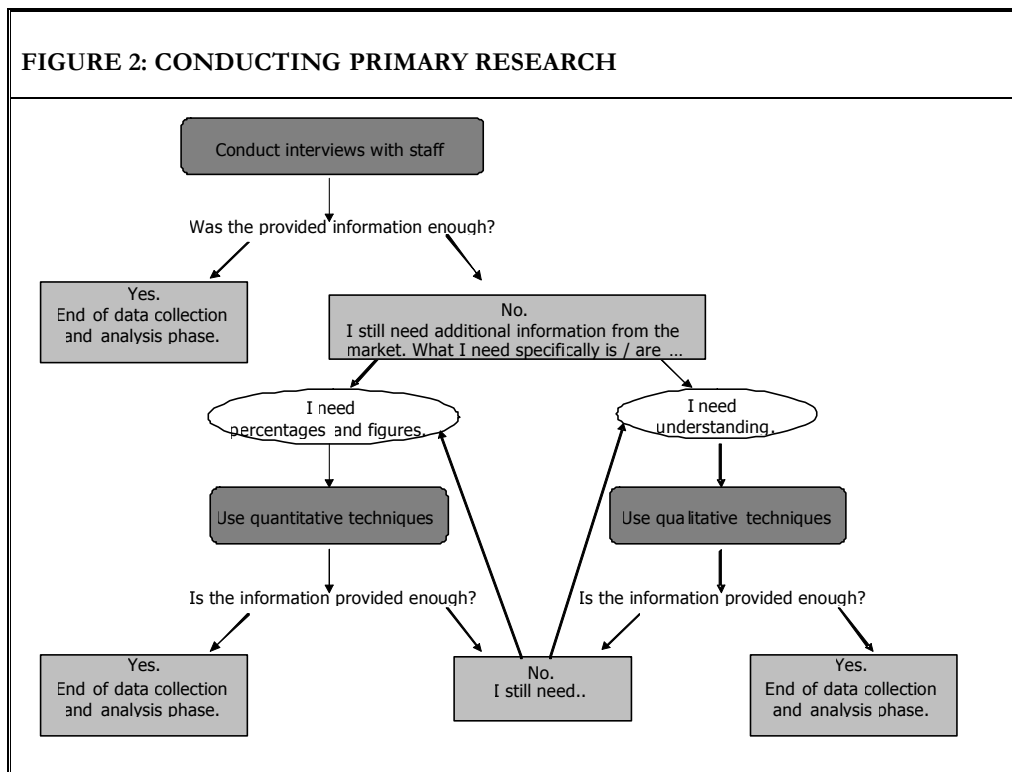 FIGURE 2: CONDUCTING PRIMARY RESEARCH
Conduct interviews with staff
Was the provided information enough?
Yes.
End of data collection
and analysis phase.
No.
I still need additional information from the
market. What I need specifically is / are ...
I need
percentages and figures.
I need
understanding.
Use quantitative techniques
Use qualitative techniques
Is the information provided enough?
Is the information provided enough?
Yes.
End of data collection
and analysis phase.
No.
I still need..
Yes.
End of data collection
and analysis phase.